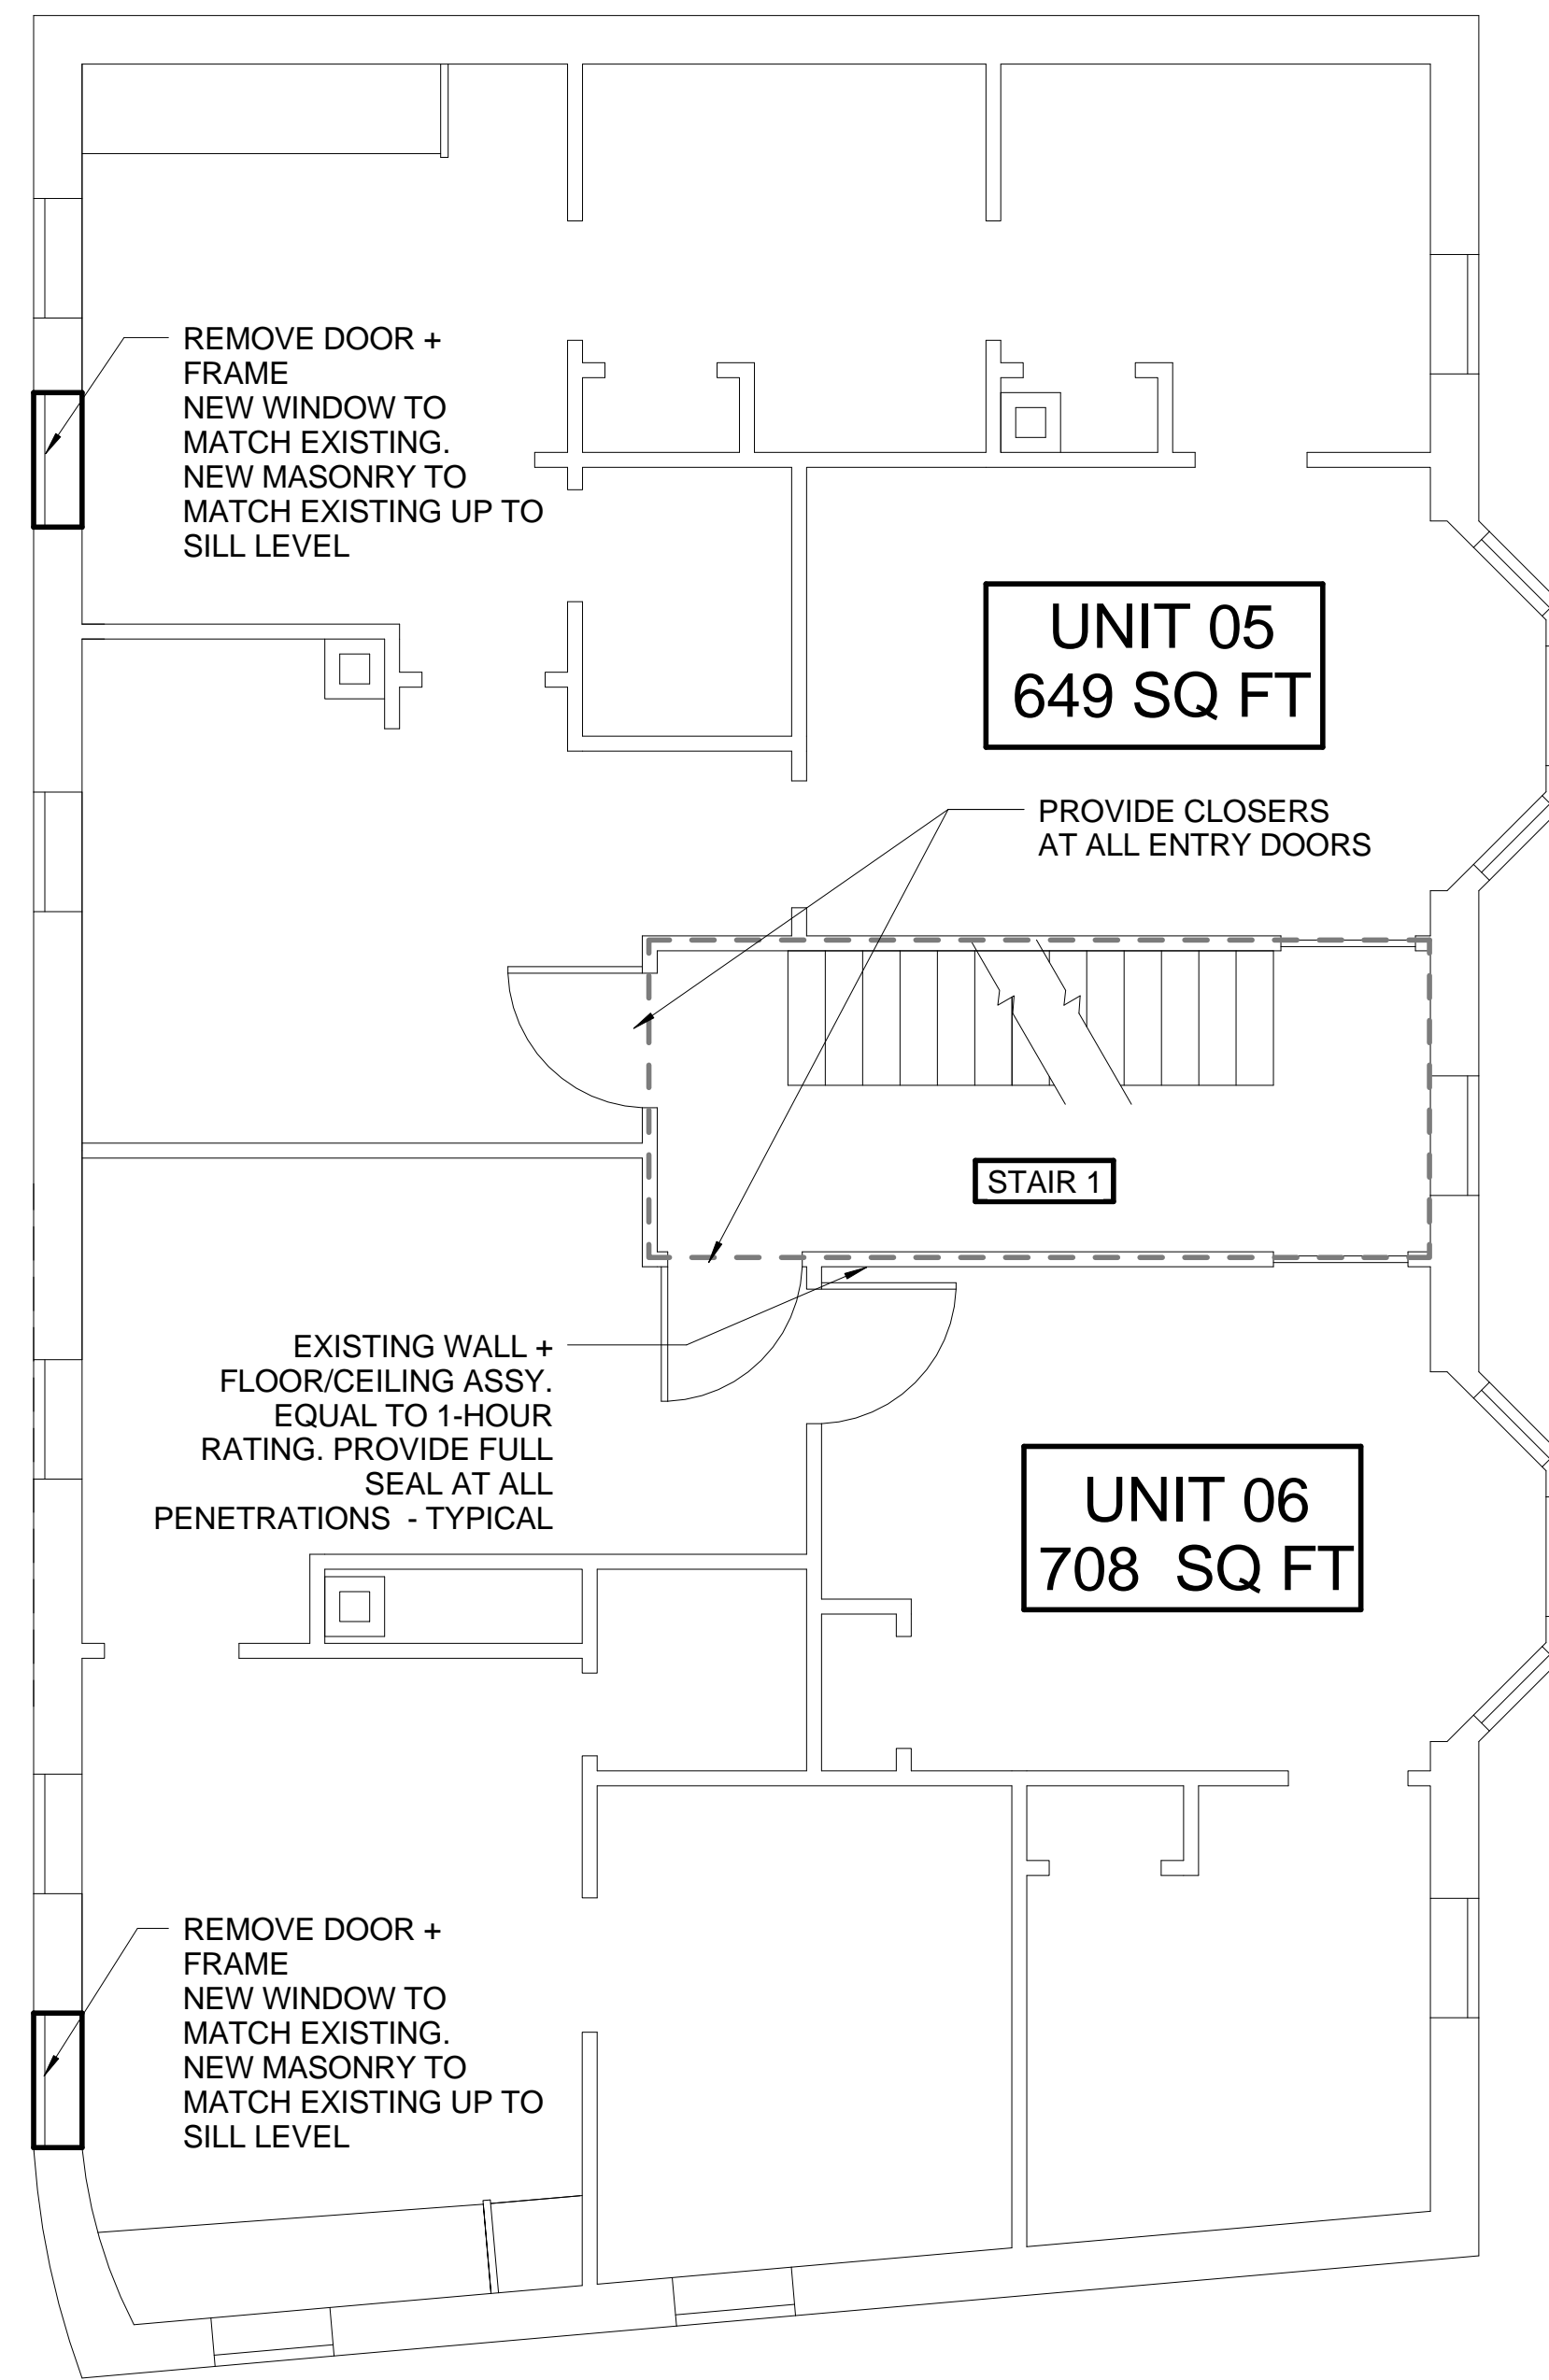 REMOVE DOOR +
FRAME
NEW WINDOW TO
MATCH EXISTING.
NEW MASONRY TO
MATCH EXISTING UP TO
SILL LEVEL
UNIT 05
649 SQ FT
PROVIDE CLOSERS
AT ALL ENTRY DOORS
STAIR 1
EXISTING WALL +
FLOOR/CEILING ASSY.
EQUAL TO 1-HOUR
RATING. PROVIDE FULL
SEAL AT ALL
PENETRATIONS - TYPICAL
UNIT 06
708 SQ FT
REMOVE DOOR +
FRAME
NEW WINDOW TO
MATCH EXISTING.
NEW MASONRY TO
MATCH EXISTING UP TO
SILL LEVEL